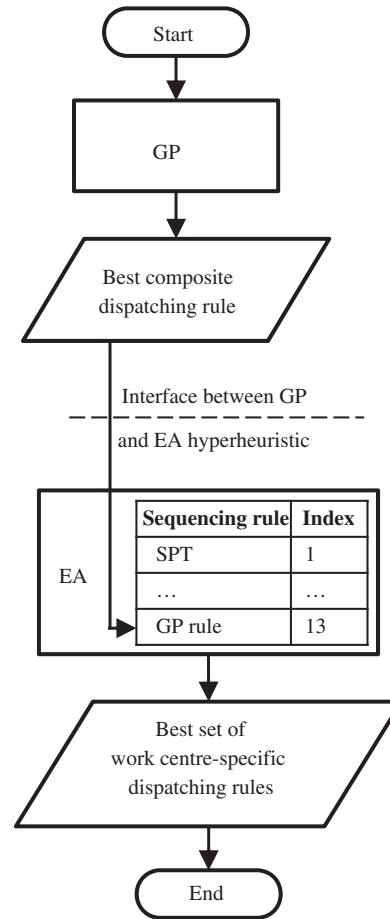 Start
GP
Best composite
dispatching rule
Interface between GP
and EA hyperheuristic
EA
Sequencing rule Index
SPT 1
... ...
GP rule 13
Best set of
work centre-specific
dispatching rules
End